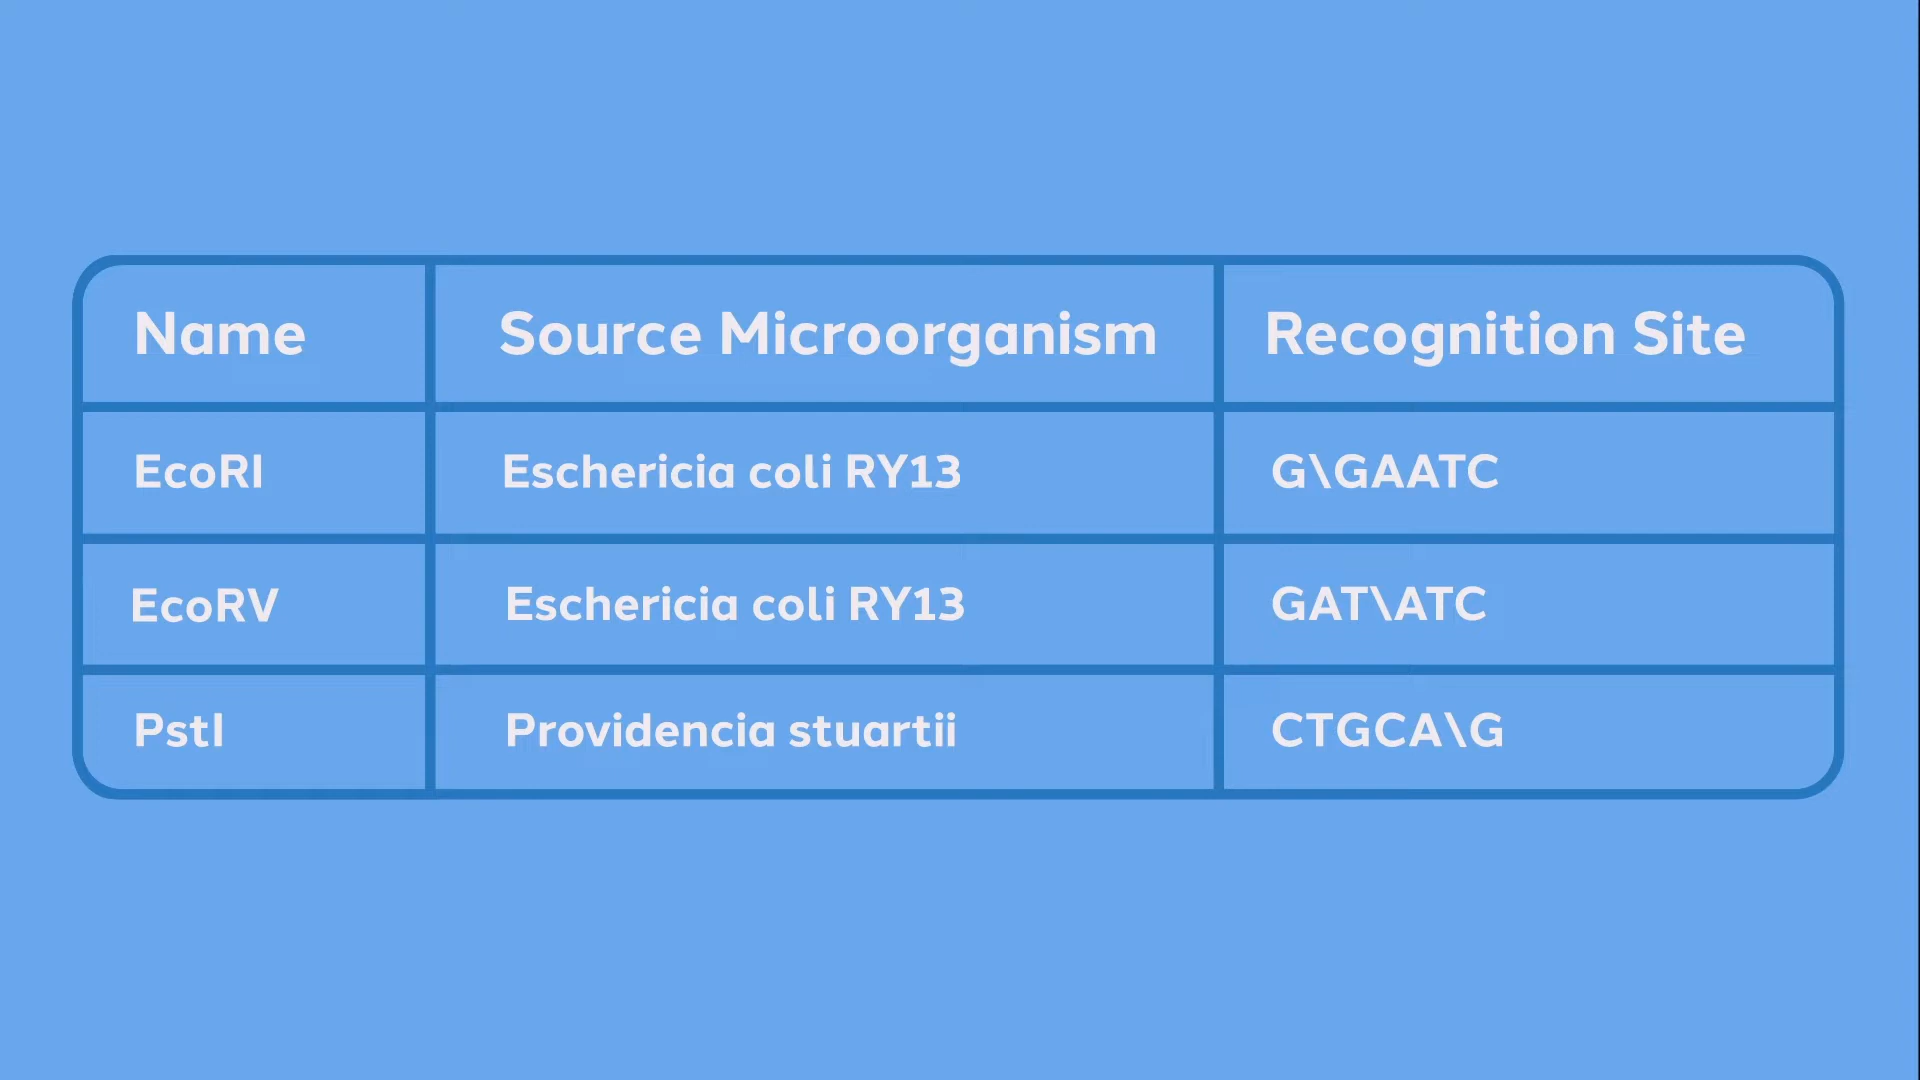 Name Source Microorganism Recognition Site
EcoRI Eschericia coli RY13 G\GAATC
EcoRV Eschericia coli RY13 GAT\ATC
PstI Providencia stuartii CTGCA\G